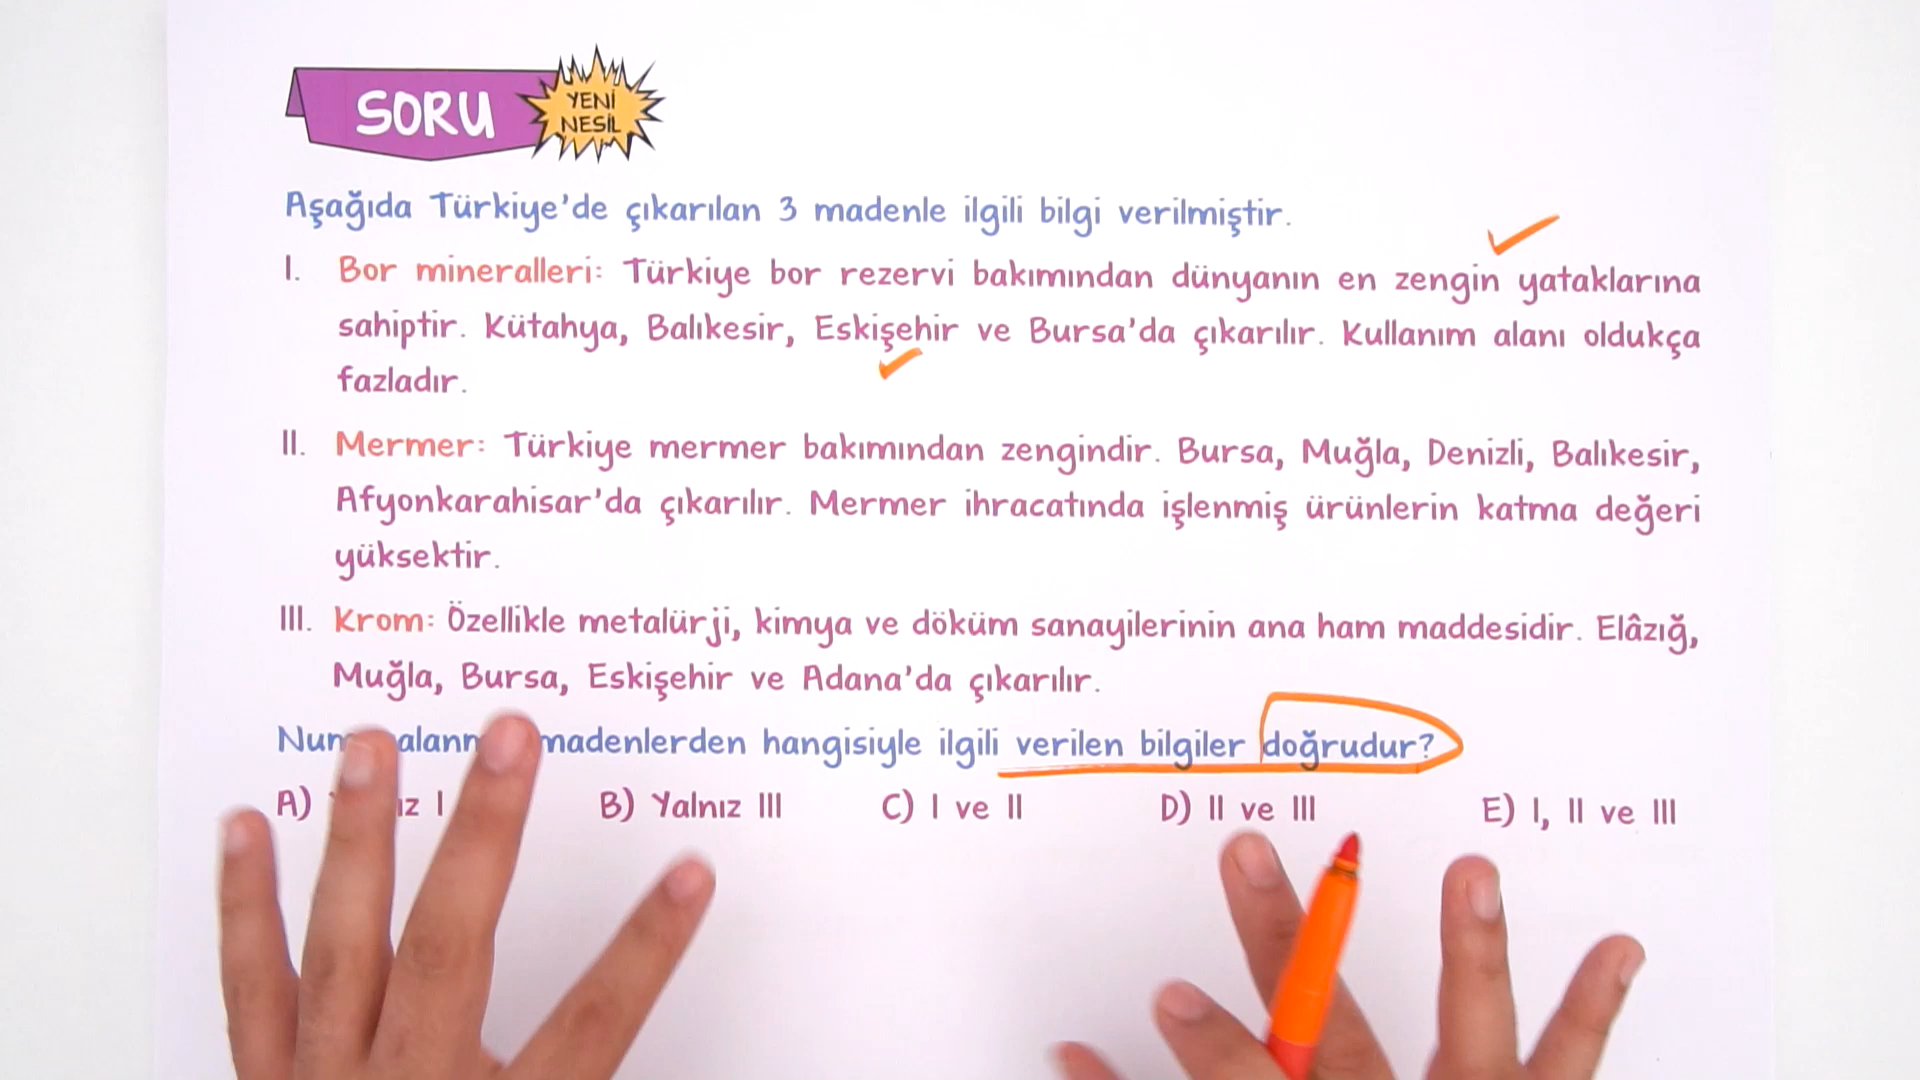 SORU
YENİ
NESİL
Aşağıda Türkiye'de çıkarılan 3 madenle ilgili bilgi verilmiştir.
I. Bor mineralleri: Türkiye bor rezervi bakımından dünyanın en zengin yataklarına
sahiptir. Kütahya, Balıkesir, Eskişehir ve Bursa'da çıkarılır. Kullanım alanı oldukça
fazladır.
II. Mermer: Türkiye mermer bakımından zengindir. Bursa, Muğla, Denizli, Balıkesir,
Afyonkarahisar'da çıkarılır. Mermer ihracatında işlenmiş ürünlerin katma değeri
yüksektir.
III. Krom: Özellikle metalürji, kimya ve döküm sanayilerinin ana ham maddesidir. Elâzığ,
Muğla, Bursa, Eskişehir ve Adana'da çıkarılır.
madenlerden hangisiyle ilgili verilen bilgiler doğrudur?
A) I B) Yalnız III C) I ve II D) II ve III E) I, II ve III